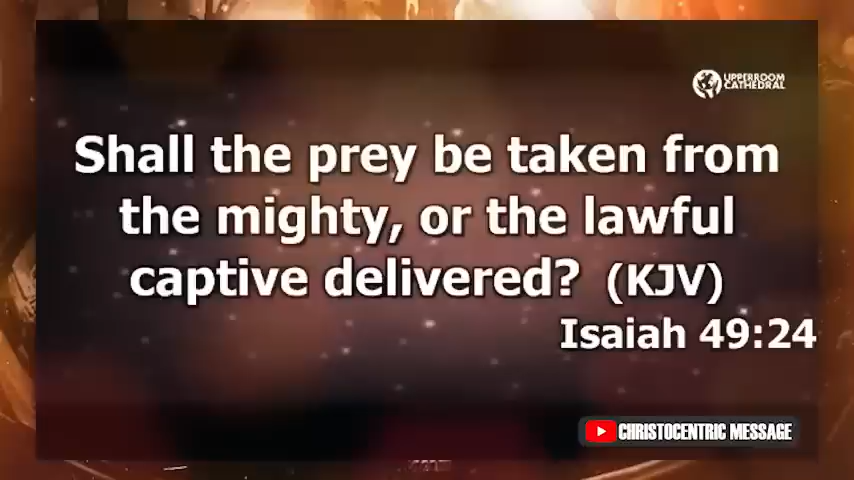 UPPERROOM
CATHEDRAL
Shall the prey be taken from
the mighty, or the lawful
captive delivered? (KJV)
Isaiah 49:24
CHRISTOCENTRIC MESSAGE